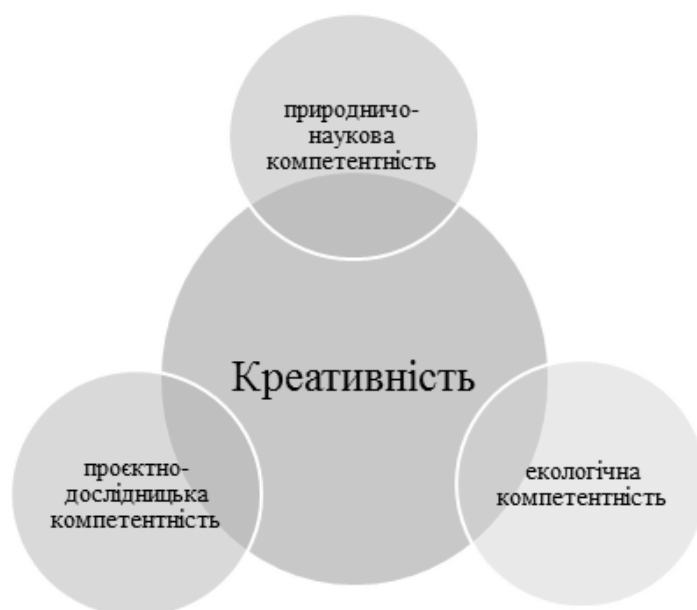 природничо-
наукова
компетентність
Креативність
проєктно-
дослідницька
компетентність
екологічна
компетентність